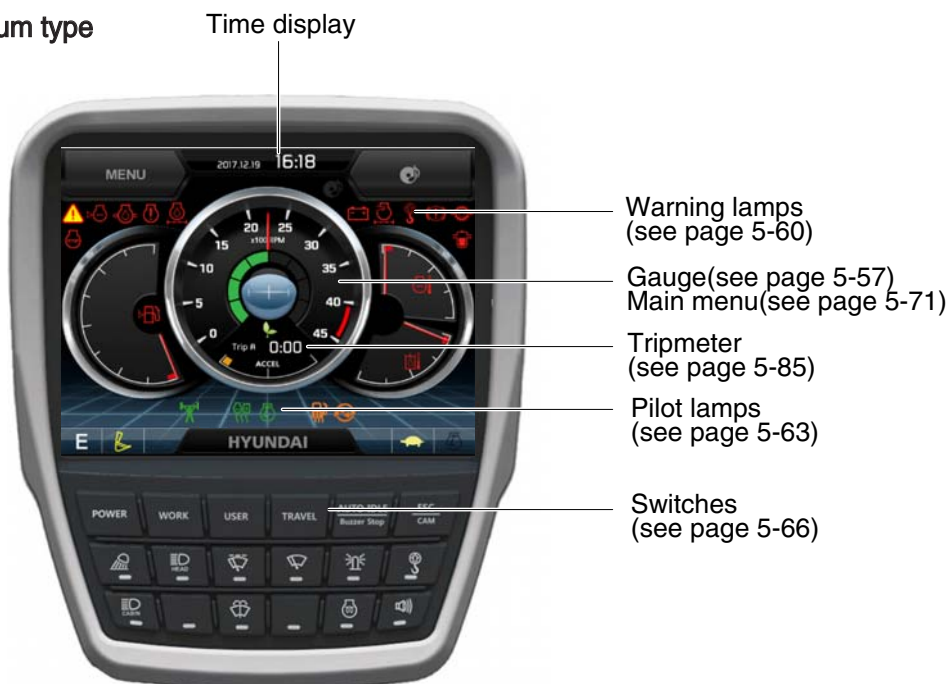 um type
Time display
MENU
2017.12.19 16:18
Warning lamps
(see page 5-60)
Gauge(see page 5-57)
Main menu(see page 5-71)
Tripmeter
(see page 5-85)
Pilot lamps
(see page 5-63)
Switches
(see page 5-66)
20 25
x100 RPM
15 30
10 35
5 40
0 45
Trip A 0:00
ACCEL
E HYUNDAI
POWER WORK USER TRAVEL AUTO IDLE ESC
Buzzer Stop CAM
HEAD
CABIN